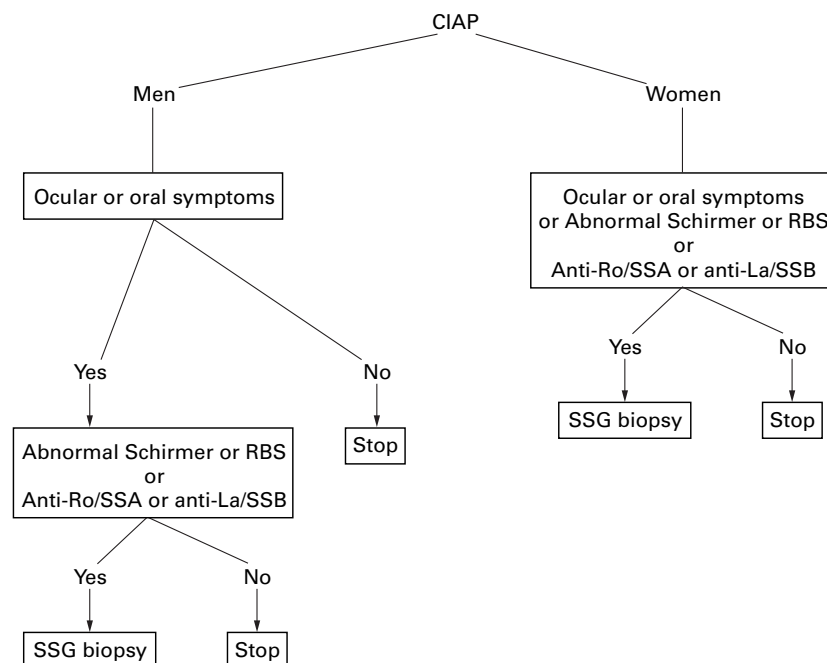 CIAP
Men
Women
Ocular or oral symptoms
Ocular or oral symptoms
or Abnormal Schirmer or RBS
or
Anti-Ro/SSA or anti-La/SSB
Yes
No
Yes
No
SSG biopsy
Stop
Abnormal Schirmer or RBS
or
Anti-Ro/SSA or anti-La/SSB
Stop
Yes
No
SSG biopsy
Stop